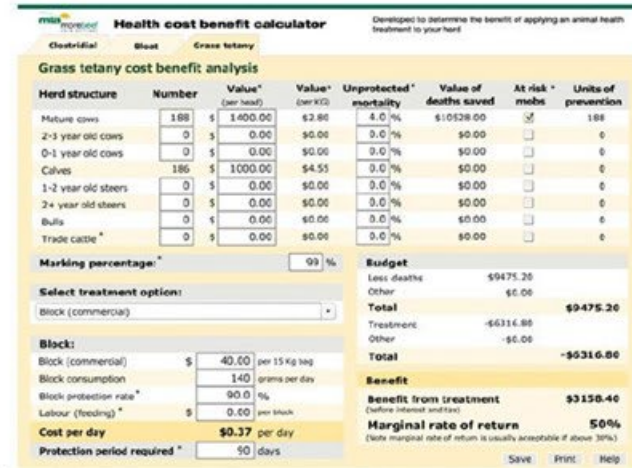 mla morebeef Health cost benefit calculator
Developed to determine the benefit of applying an animal health treatment to your herd
Clostridial Bloat Grass tetany
Grass tetany cost benefit analysis
Herd structure Number Value* (per head) Value* (per KG) Unprotected* mortality Value of deaths saved At risk * mobs Units of prevention
Mature cows 188 $ 1400.00 $2.80 4.0 % $10528.00 188
2-3 year old cows 0 $ 0.00 $0.00 0.0 % $0.00 0
0-1 year old cows 0 $ 0.00 $0.00 0.0 % $0.00 0
Calves 186 $ 1000.00 $4.55 0.0 % $0.00 0
1-2 year old steers 0 $ 0.00 $0.00 0.0 % $0.00 0
2+ year old steers 0 $ 0.00 $0.00 0.0 % $0.00 0
Bulls 0 $ 0.00 $0.00 0.0 % $0.00 0
Trade cattle * 0 $ 0.00 $0.00 0.0 % $0.00 0
Marking percentage:* 99 %
Select treatment option:
Block (commercial)
Block:
Block (commercial) $ 40.00 per 15 Kg bag
Block consumption 140 grams per day
Block protection rate * 90.0 %
Labour (feeding) * $ 0.00 per block
Cost per day $0.37 per day
Protection period required * 90 days
Budget
Less deaths $9475.20
Other $0.00
Total $9475.20
Treatment -$6316.80
Other -$0.00
Total -$6316.80
Benefit
Benefit from treatment $3158.40
(before interest and tax)
Marginal rate of return 50%
(Note marginal rate of return is usually acceptable if above 30%)
Save Print Help